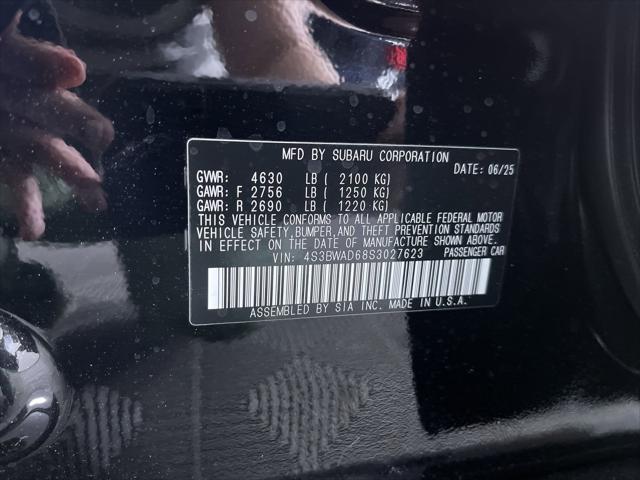 MFD BY SUBARU CORPORATION
DATE: 06/25
GVWR: 4630 LB ( 2100 KG)
GAWR: F 2756 LB ( 1250 KG)
GAWR: R 2690 LB ( 1220 KG)
THIS VEHICLE CONFORMS TO ALL APPLICABLE FEDERAL MOTOR
VEHICLE SAFETY,BUMPER,AND THEFT PREVENTION STANDARDS
IN EFFECT ON THE DATE OF MANUFACTURE SHOWN ABOVE.
VIN: 4S3BWAD68S3027623 PASSENGER CAR
ASSEMBLED BY SIA INC. MADE IN U.S.A.